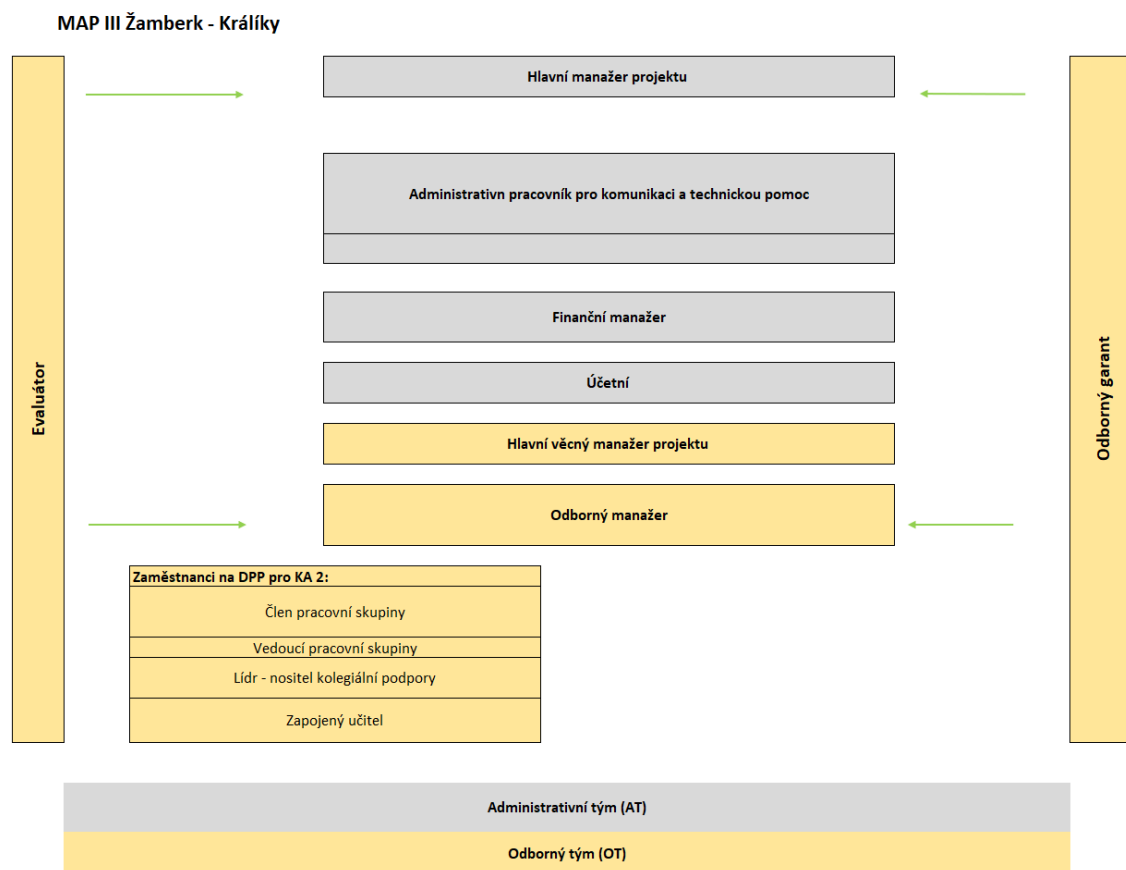 MAP III Žamberk - Králíky
Hlavní manažer projektu
Administrativn pracovník pro komunikaci a technickou pomoc
Finanční manažer
Účetní
Hlavní věcný manažer projektu
Odborný manažer
Evaluátor
Odborný garant
Zaměstnanci na DPP pro KA 2:
Člen pracovní skupiny
Vedoucí pracovní skupiny
Lídr - nositel kolegiální podpory
Zapojený učitel
Administrativní tým (AT)
Odborný tým (OT)